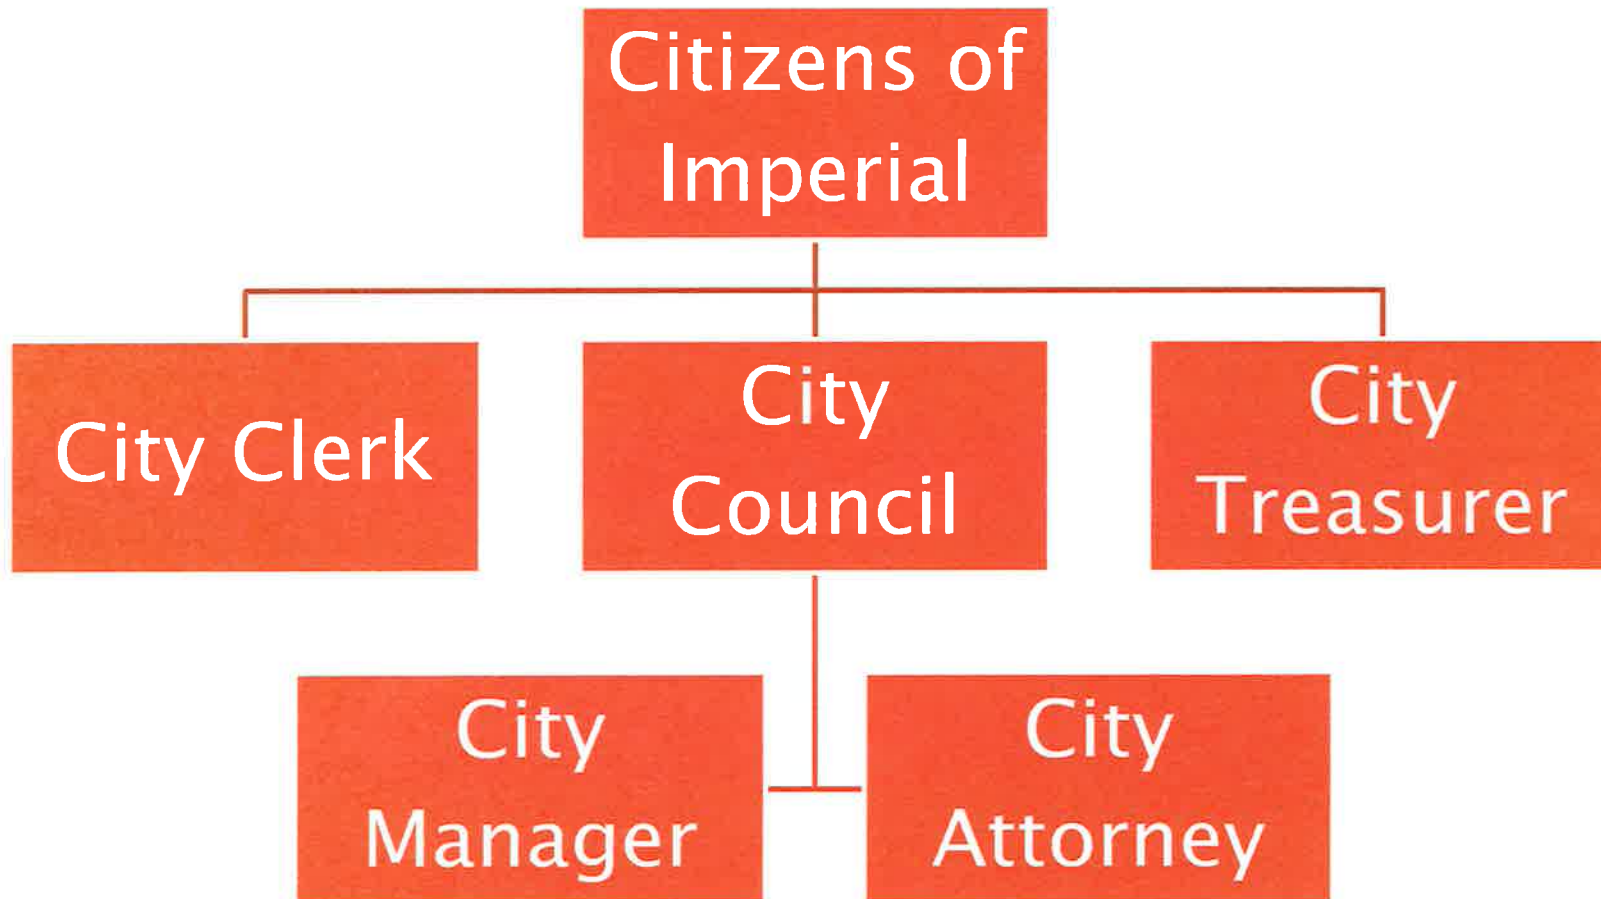 Citizens of
Imperial
City Clerk
City
Council
City
Treasurer
City
Manager
City
Attorney